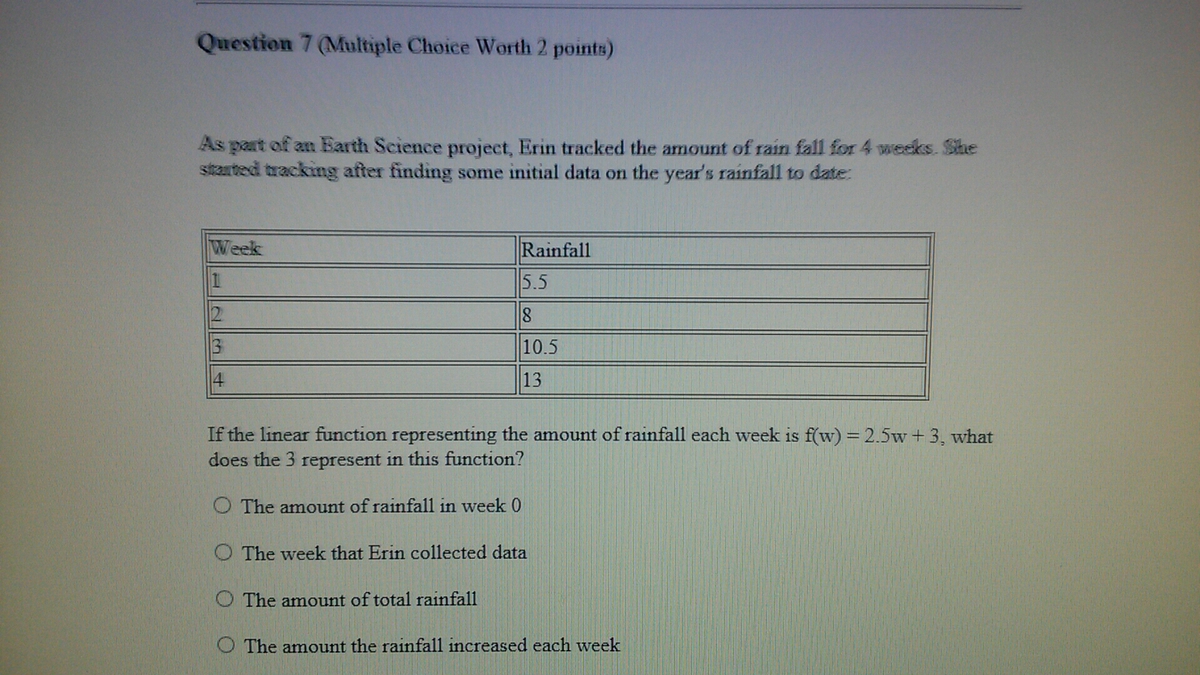 Question 7 (Multiple Choice Worth 2 points)
As part of an Earth Science project, Erin tracked the amount of rain fall for 4 weeks. She
started tracking after finding some initial data on the year's rainfall to date:
Week Rainfall
1 5.5
2 8
3 10.5
4 13
If the linear function representing the amount of rainfall each week is f(w) = 2.5w + 3, what
does the 3 represent in this function?
The amount of rainfall in week 0
The week that Erin collected data
The amount of total rainfall
The amount the rainfall increased each week